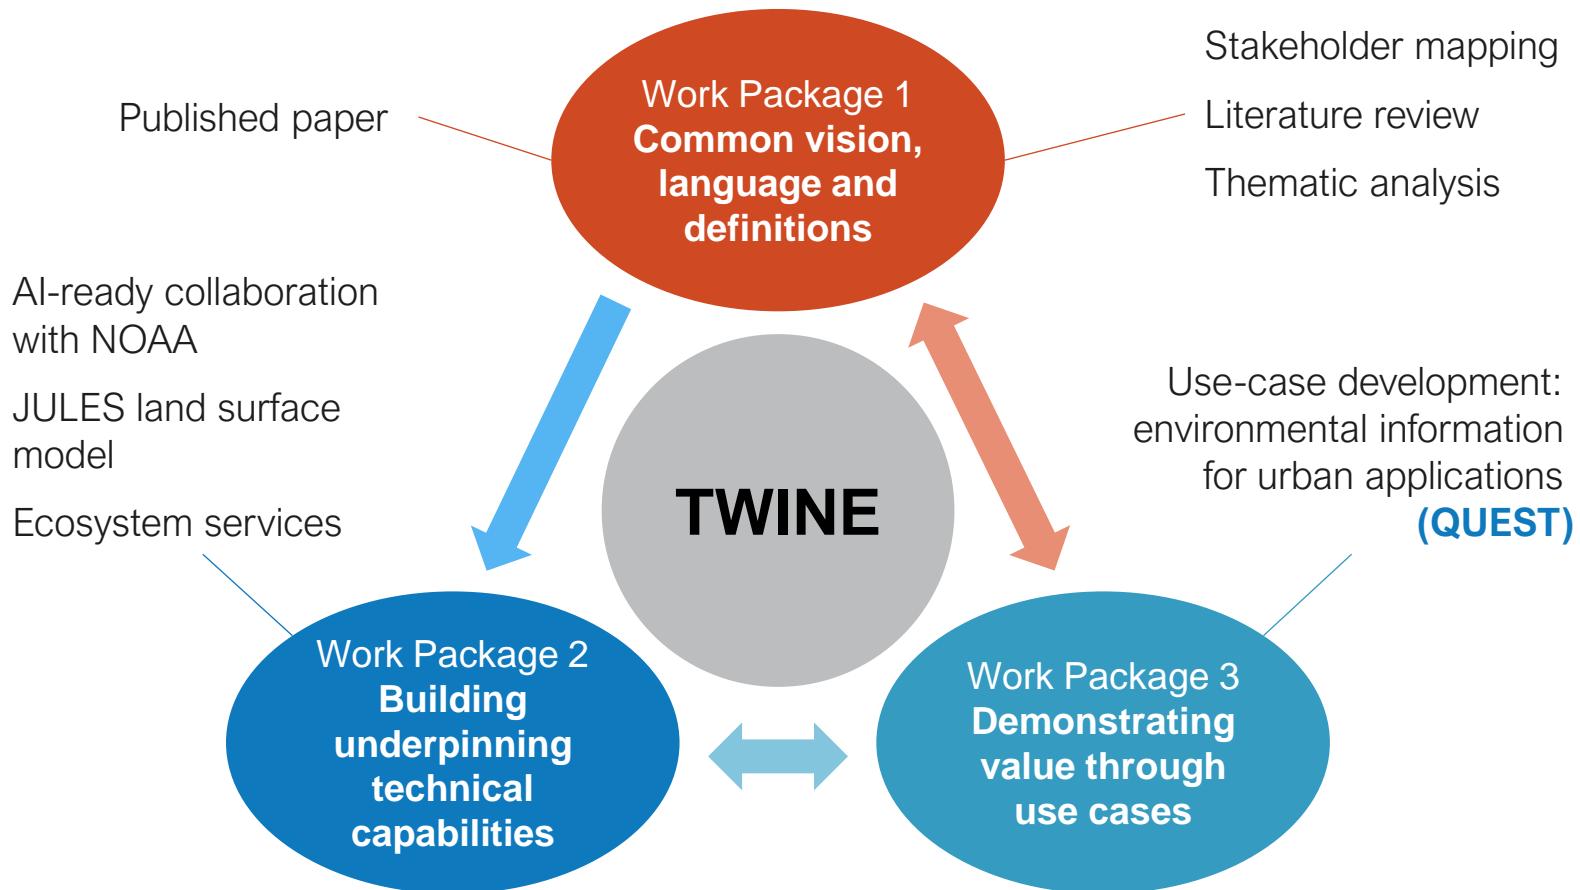 Work Package 1
Common vision,
language and
definitions
Published paper
Stakeholder mapping
Literature review
Thematic analysis
AI-ready collaboration
with NOAA
JULES land surface
model
Ecosystem services
TWINE
Use-case development:
environmental information
for urban applications
(QUEST)
Work Package 2
Building
underpinning
technical
capabilities
Work Package 3
Demonstrating
value through
use cases